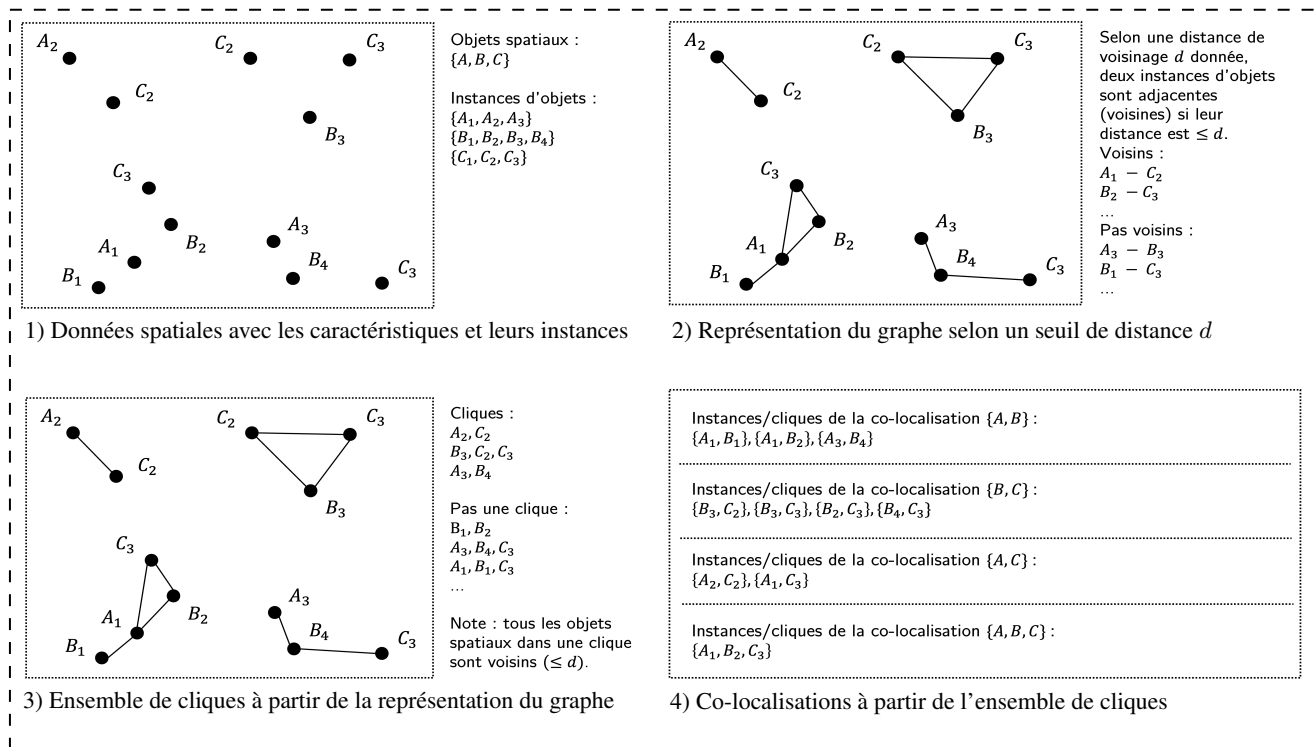 A₂
C₂
C₂
C₃
B₃
C₃
B₂
A₁
B₁
A₃
B₄
C₃
Objets spatiaux :
{A, B, C}
Instances d'objets :
{A₁, A₂, A₃}
{B₁, B₂, B₃, B₄}
{C₁, C₂, C₃}
1) Données spatiales avec les caractéristiques et leurs instances
A₂
C₂
C₂
C₃
B₃
C₃
B₂
A₁
B₁
A₃
B₄
C₃
Selon une distance de
voisinage d donnée,
deux instances d'objets
sont adjacentes
(voisines) si leur
distance est ≤ d.
Voisins :
A₁ − C₂
B₂ − C₃
...
Pas voisins :
A₃ − B₃
B₁ − C₃
...
2) Représentation du graphe selon un seuil de distance d
A₂
C₂
C₂
C₃
B₃
C₃
B₂
A₁
B₁
A₃
B₄
C₃
Cliques :
A₂, C₂
B₃, C₂, C₃
A₃, B₄
Pas une clique :
B₁, B₂
A₃, B₄, C₃
A₁, B₁, C₃
...
Note : tous les objets
spatiaux dans une clique
sont voisins (≤ d).
3) Ensemble de cliques à partir de la représentation du graphe
Instances/cliques de la co-localisation {A, B} :
{A₁, B₁}, {A₁, B₂}, {A₃, B₄}
Instances/cliques de la co-localisation {B, C} :
{B₃, C₂}, {B₃, C₃}, {B₂, C₃}, {B₄, C₃}
Instances/cliques de la co-localisation {A, C} :
{A₂, C₂}, {A₁, C₃}
Instances/cliques de la co-localisation {A, B, C} :
{A₁, B₂, C₃}
4) Co-localisations à partir de l'ensemble de cliques